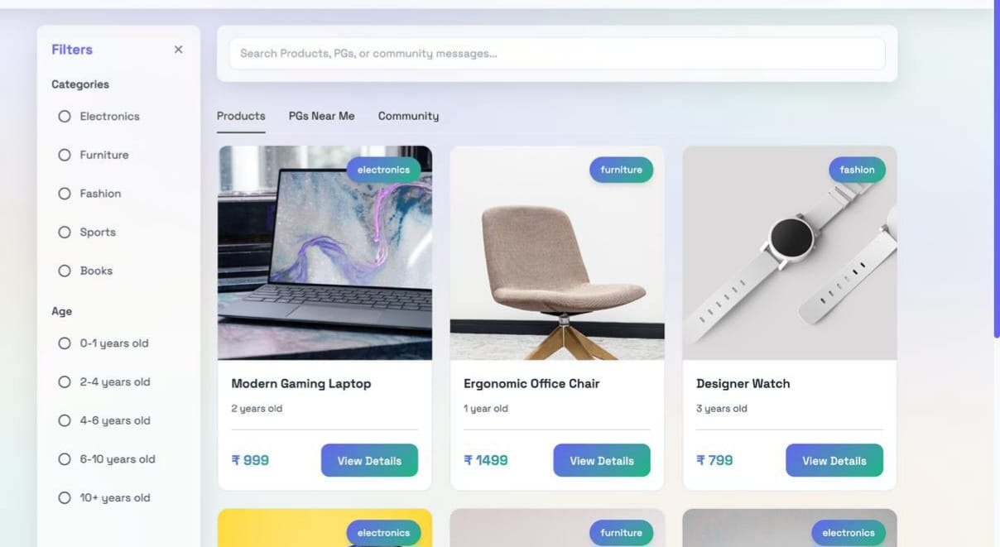 Filters
✕
Categories
Electronics
Furniture
Fashion
Sports
Books
Age
0-1 years old
2-4 years old
4-6 years old
6-10 years old
10+ years old
Search Products, PGs, or community messages...
Products PGs Near Me Community
electronics
furniture
fashion
Modern Gaming Laptop
2 years old
₹ 999 View Details
Ergonomic Office Chair
1 year old
₹ 1499 View Details
Designer Watch
3 years old
₹ 799 View Details
electronics
furniture
electronics